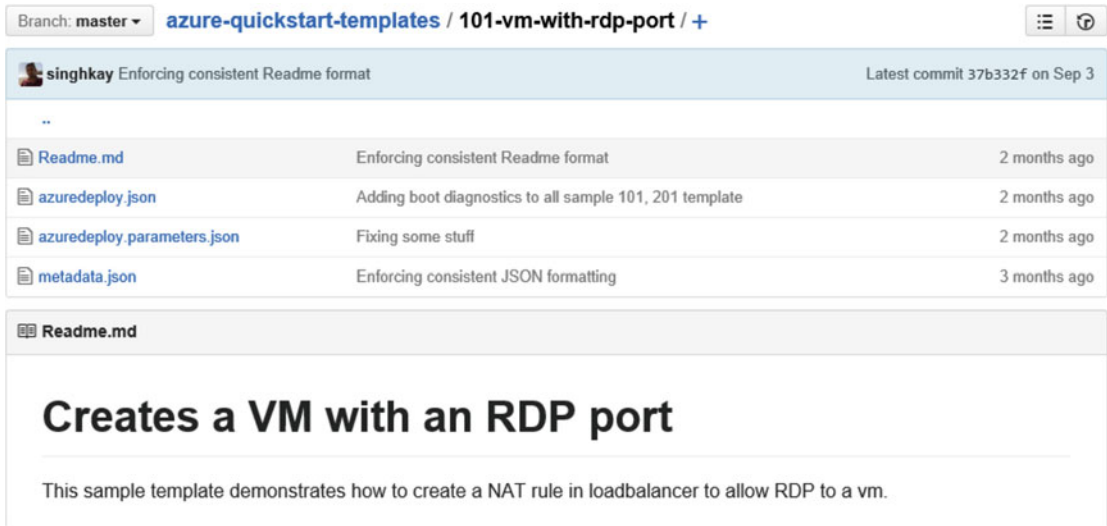 Branch: master azure-quickstart-templates / 101-vm-with-rdp-port / +
singhkay Enforcing consistent Readme format Latest commit 37b332f on Sep 3
..
Readme.md Enforcing consistent Readme format 2 months ago
azuredeploy.json Adding boot diagnostics to all sample 101, 201 template 2 months ago
azuredeploy.parameters.json Fixing some stuff 2 months ago
metadata.json Enforcing consistent JSON formatting 3 months ago
Readme.md
Creates a VM with an RDP port
This sample template demonstrates how to create a NAT rule in loadbalancer to allow RDP to a vm.